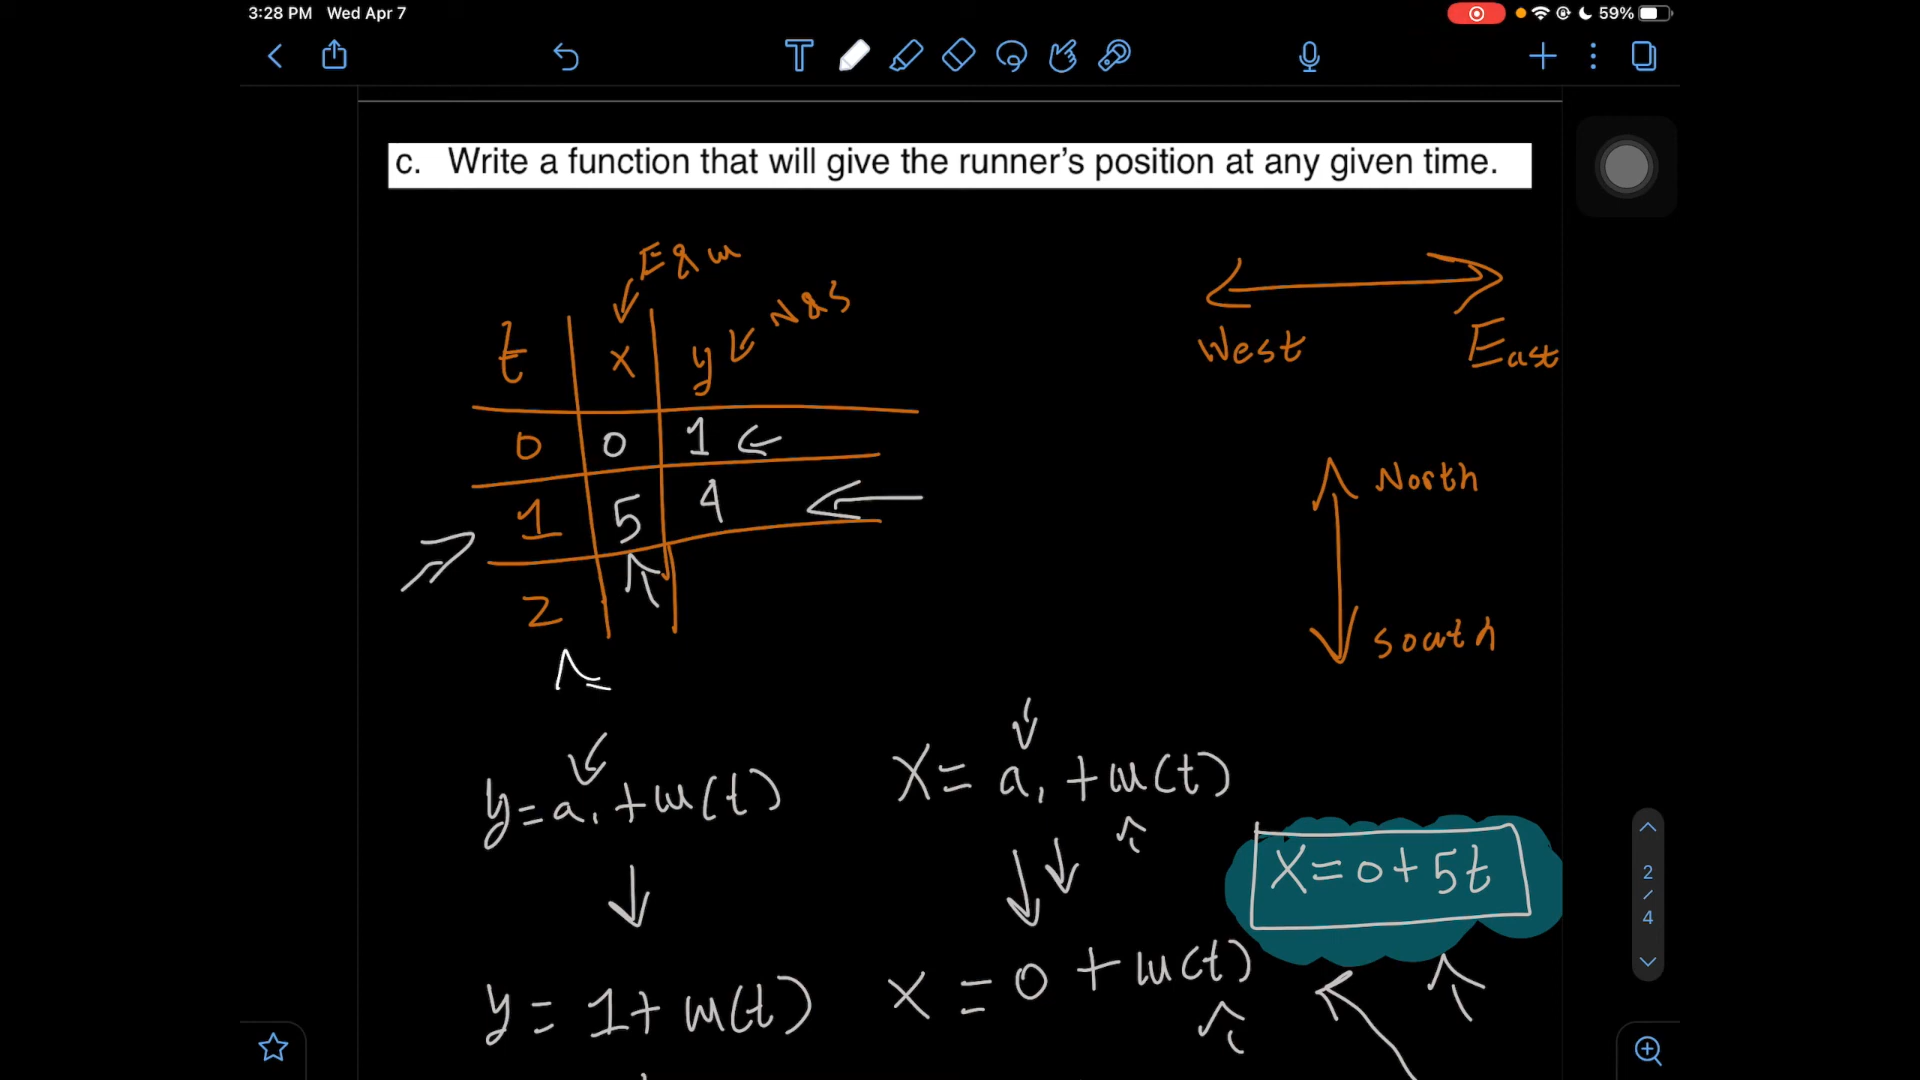 3:28 PM Wed Apr 7
59%
T
c. Write a function that will give the runner's position at any given time.
E & W
N & S
t x y
0 0 1
1 5 4
2
West East
North
South
y = a₁ + m(t)
x = a₁ + m(t)
x = 0 + 5t
y = 1 + m(t)
x = 0 + m(t)
2
/
4